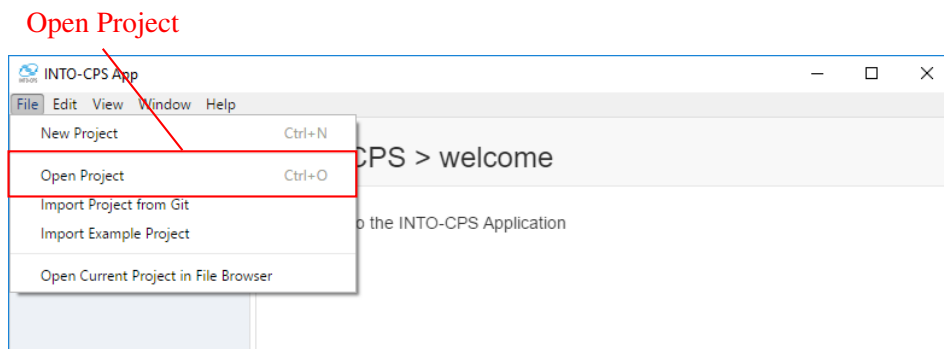 Open Project
INTO-CPS App
File Edit View Window Help
New Project Ctrl+N
CPS > welcome
Open Project Ctrl+O
Import Project from Git
o the INTO-CPS Application
Import Example Project
Open Current Project in File Browser